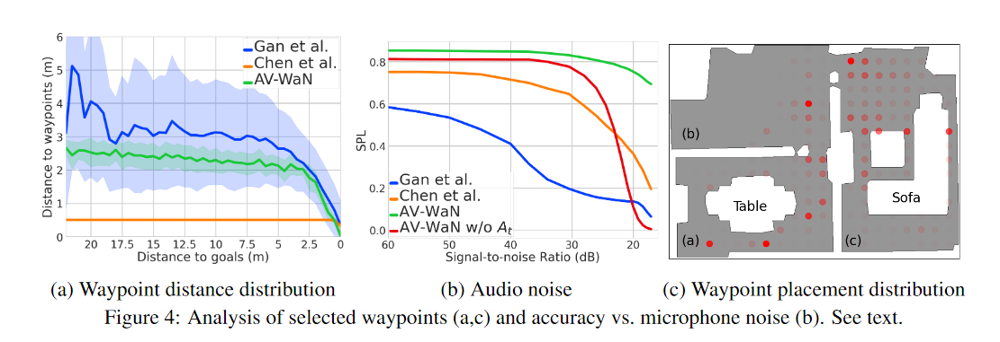 6
5
4
3
2
1
0
Distance to waypoints (m)
Gan et al.
Chen et al.
AV-WaN
20 17.5 15 12.5 10 7.5 5 2.5 0
Distance to goals (m)
0.8
0.6
0.4
0.2
0.0
SPL
Gan et al.
Chen et al.
AV-WaN
AV-WaN w/o Aₜ
60 50 40 30 20
Signal-to-noise Ratio (dB)
(b)
Table
Sofa
(a)
(c)
(a) Waypoint distance distribution
(b) Audio noise
(c) Waypoint placement distribution
Figure 4: Analysis of selected waypoints (a,c) and accuracy vs. microphone noise (b). See text.